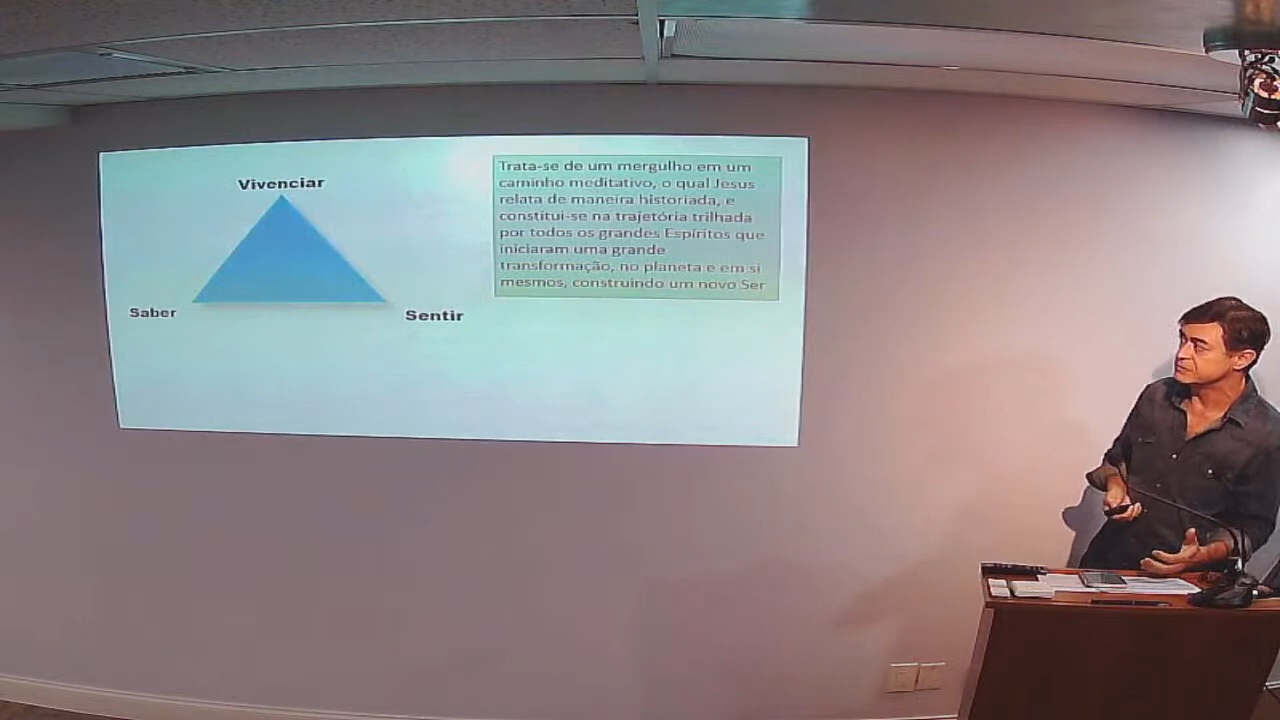 Vivenciar
Saber
Sentir
Trata-se de um mergulho em um
caminho meditativo, o qual Jesus
relata de maneira historiada, e
constitui-se na trajetória trilhada
por todos os grandes Espíritos que
iniciaram uma grande
transformação, no planeta e em si
mesmos, construindo um novo Ser